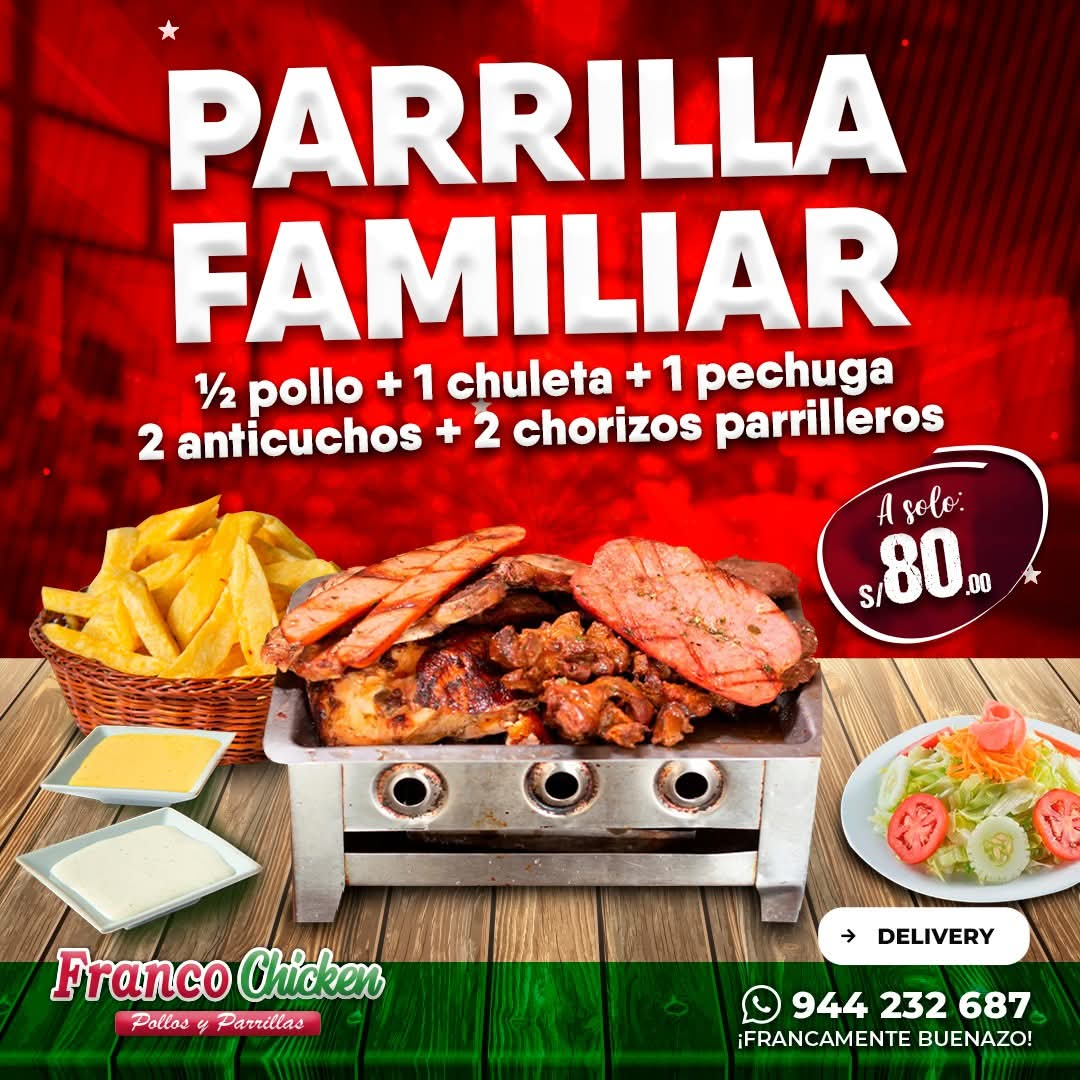 PARRILLA
FAMILIAR
½ pollo + 1 chuleta + 1 pechuga
2 anticuchos + 2 chorizos parrilleros
A solo:
S/80.00
→ DELIVERY
Franco Chicken
Pollos y Parrillas
944 232 687
¡FRANCAMENTE BUENAZO!